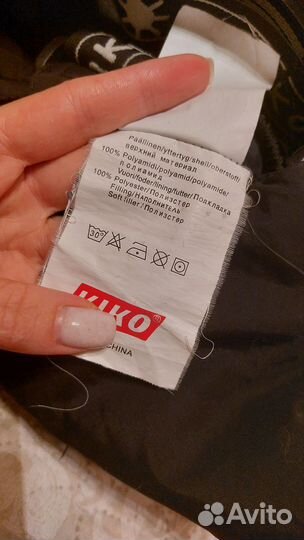 Päällinen/yttertyg/shell/oberstoff/
верхний материал
100% Polyamidi/polyamid/polyamide/
полиамид
Vuori/foder/lining/futter/Подкладка
100% Polyester/Полиэстер
Filling/Наполнитель
Soft filler/Полиэстер
30°
KIKO
CHINA
Avito